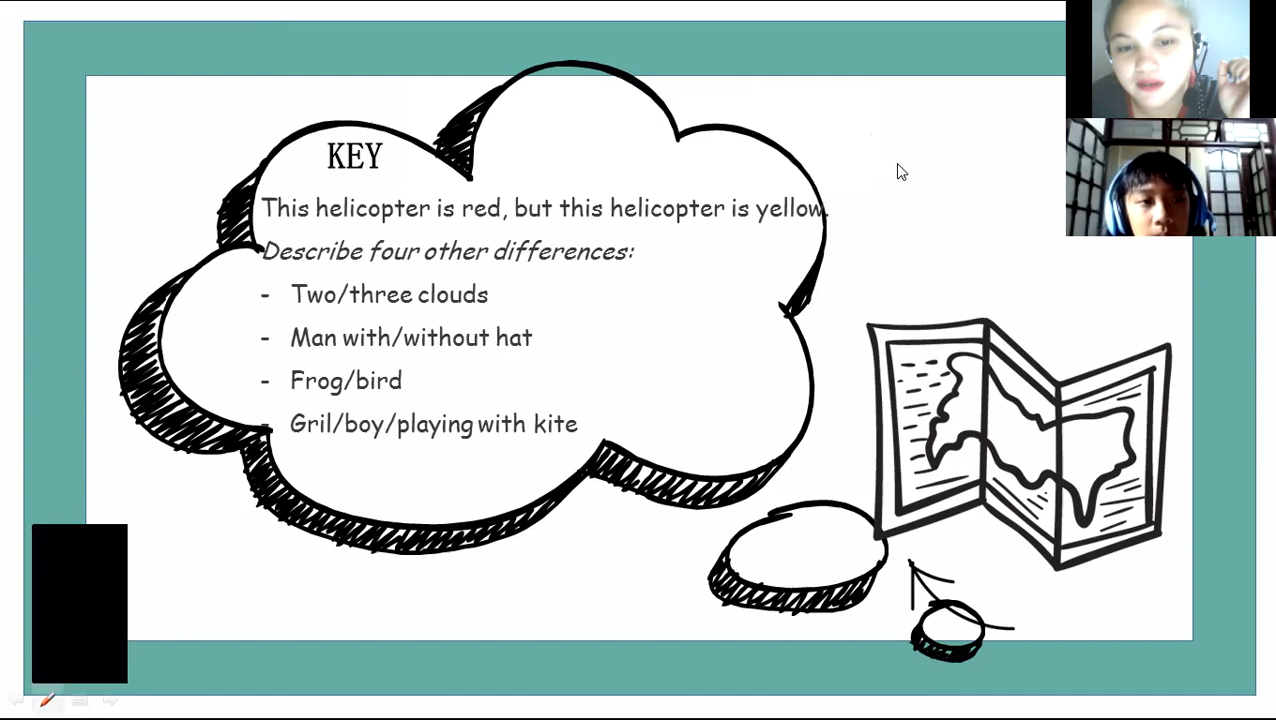 KEY
This helicopter is red, but this helicopter is yellow.
Describe four other differences:
- Two/three clouds
- Man with/without hat
- Frog/bird
- Gril/boy/playing with kite